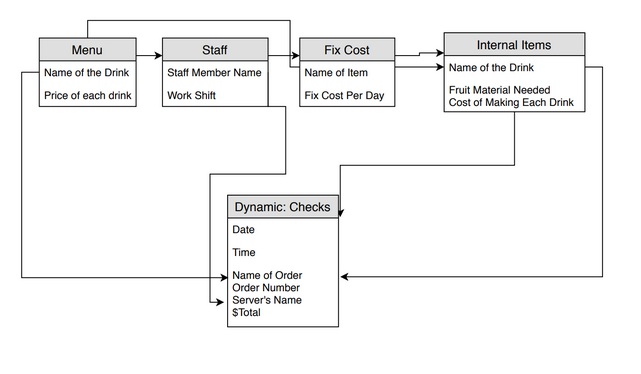 Menu
Name of the Drink
Price of each drink
Staff
Staff Member Name
Work Shift
Fix Cost
Name of Item
Fix Cost Per Day
Internal Items
Name of the Drink
Fruit Material Needed
Cost of Making Each Drink
Dynamic: Checks
Date
Time
Name of Order
Order Number
Server's Name
$Total